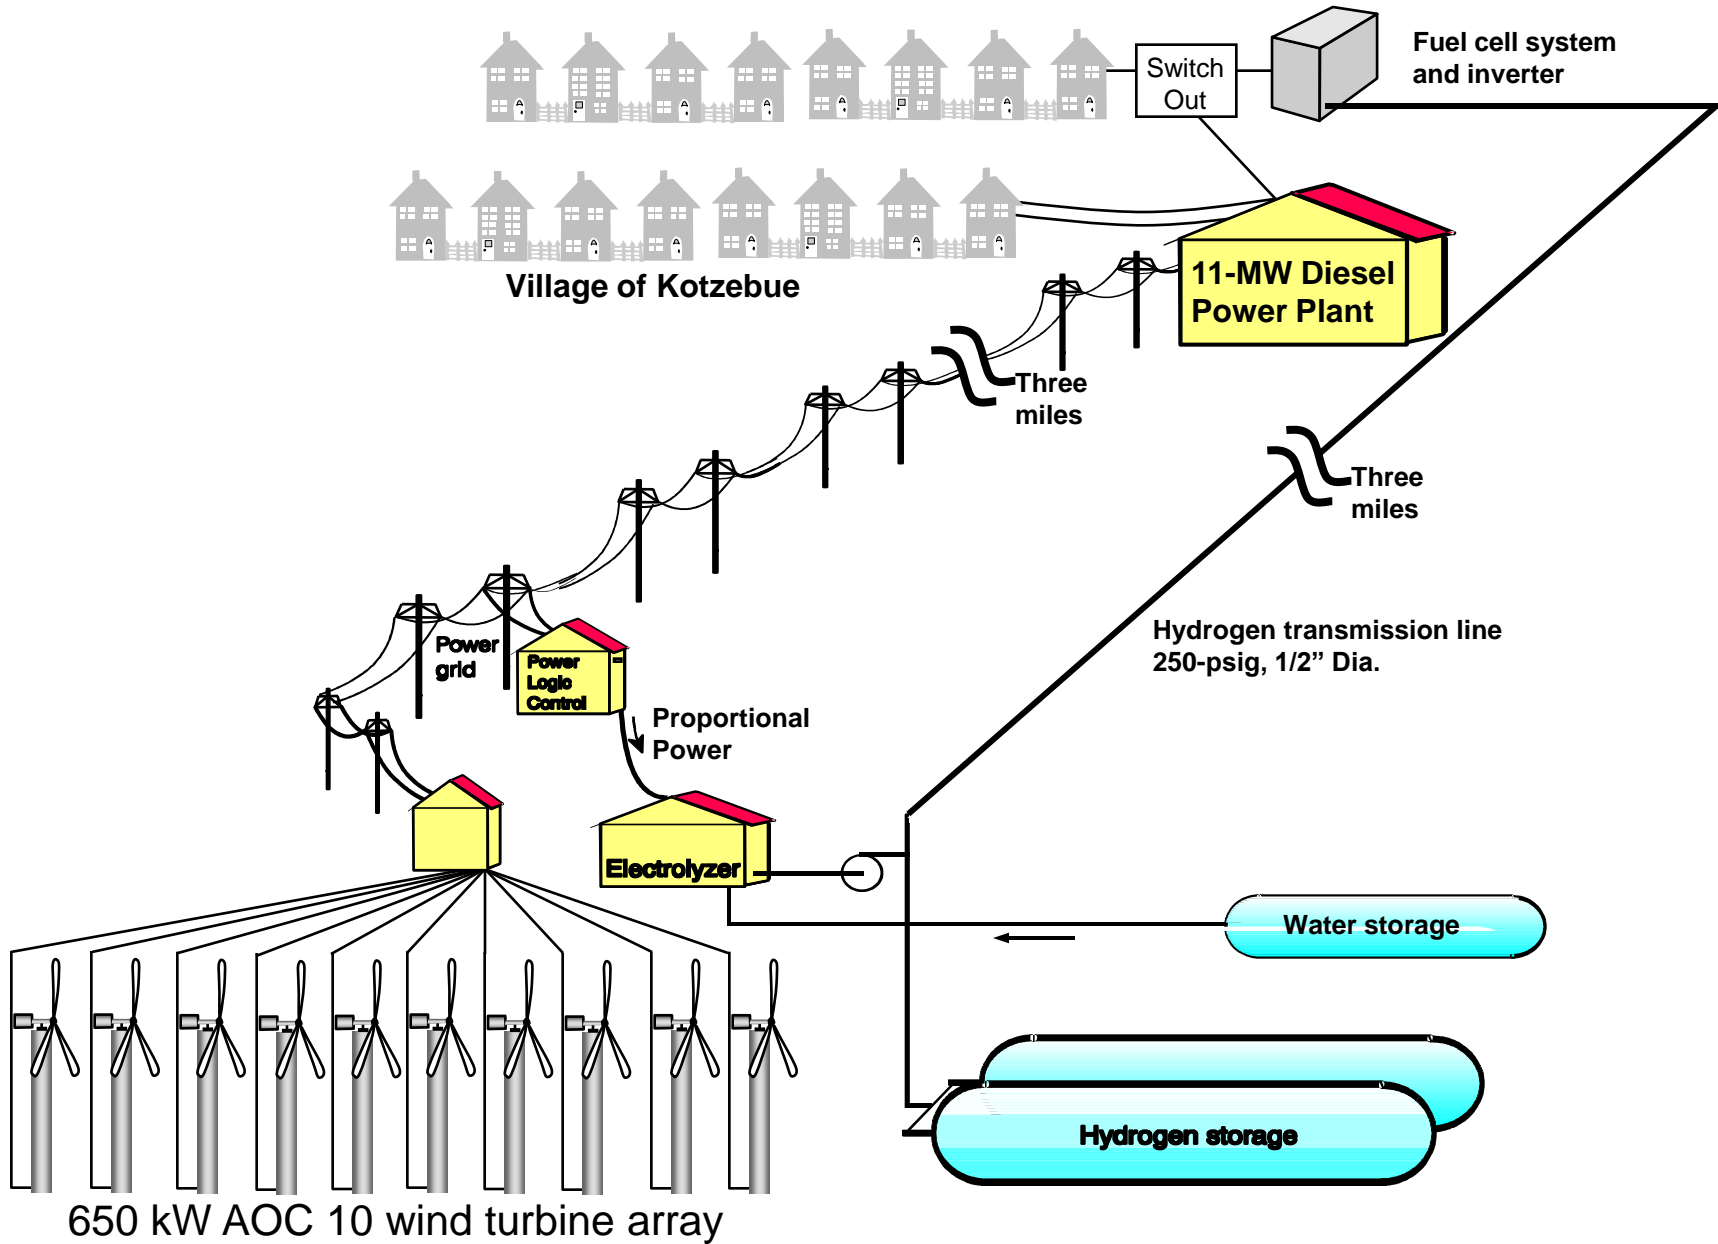 Fuel cell system
and inverter
Switch
Out
Village of Kotzebue
11-MW Diesel
Power Plant
Three
miles
Three
miles
Hydrogen transmission line
250-psig, 1/2” Dia.
Power
grid
Power
Logic
Control
Proportional
Power
Electrolyzer
Water storage
Hydrogen storage
650 kW AOC 10 wind turbine array